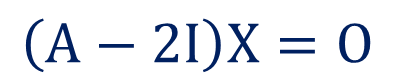 (A − 2I)X = O